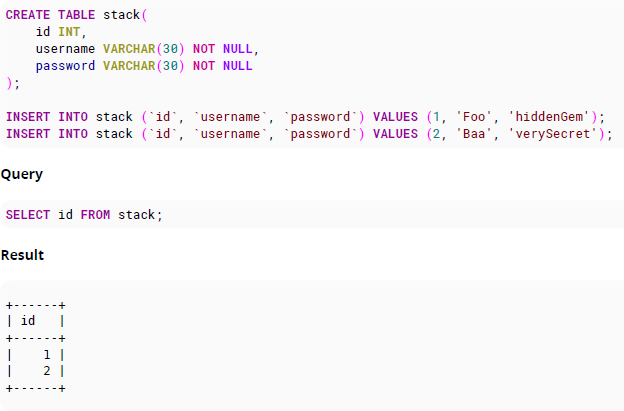 CREATE TABLE stack(
    id INT,
    username VARCHAR(30) NOT NULL,
    password VARCHAR(30) NOT NULL
);

INSERT INTO stack (`id`, `username`, `password`) VALUES (1, 'Foo', 'hiddenGem');
INSERT INTO stack (`id`, `username`, `password`) VALUES (2, 'Baa', 'verySecret');
Query
SELECT id FROM stack;
Result
+------+
| id   |
+------+
|    1 |
|    2 |
+------+